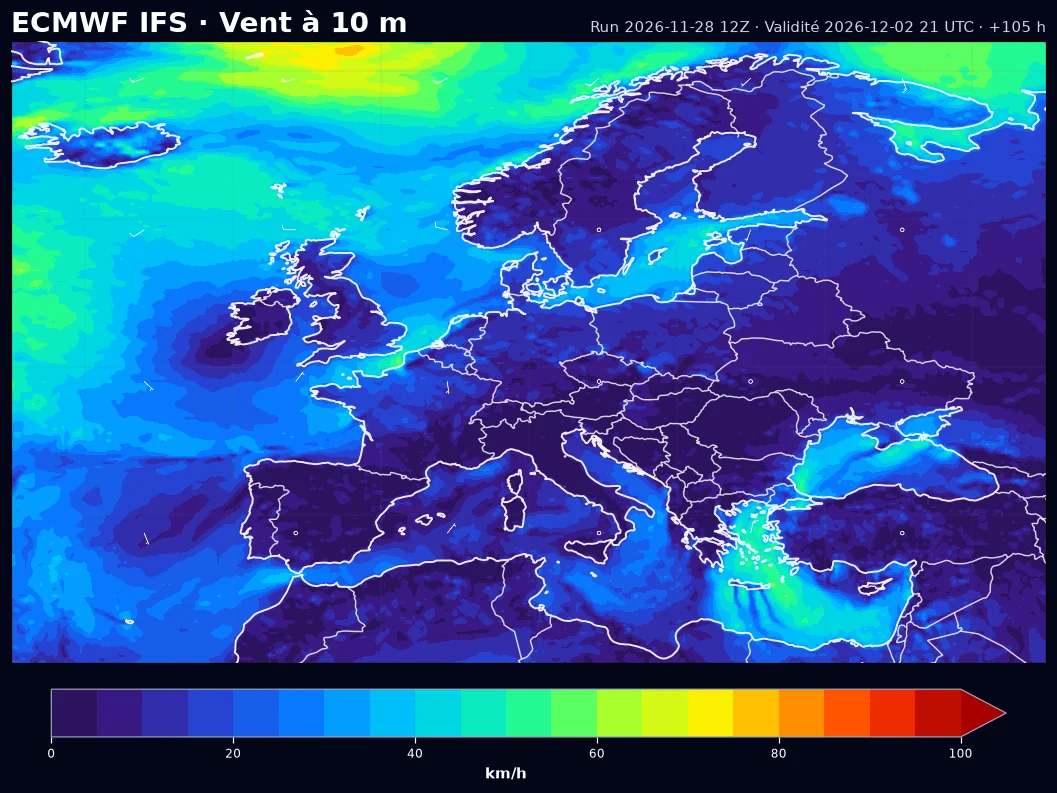 ECMWF IFS · Vent à 10 m
Run 2026-11-28 12Z · Validité 2026-12-02 21 UTC · +105 h
0 20 40 60 80 100
km/h